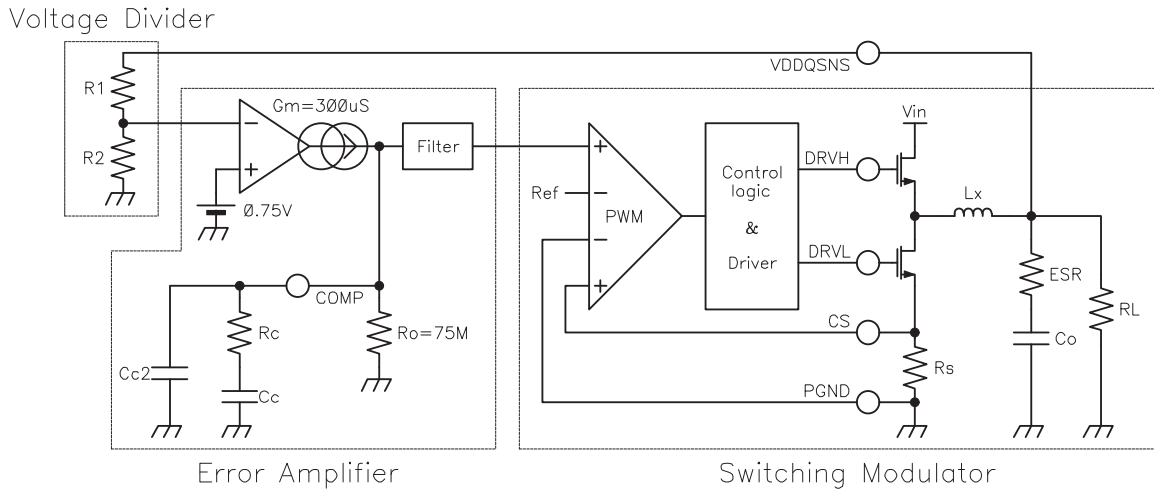 Voltage Divider
VDDQSNS
R1
R2
Gm=300uS
−
+
0.75V
Filter
COMP
Rc
Cc
Cc2
Ro=75M
Error Amplifier
+
Ref
−
−
+
PWM
Control
logic
&
Driver
DRVH
DRVL
Vin
Lx
CS
PGND
Rs
ESR
Co
RL
Switching Modulator